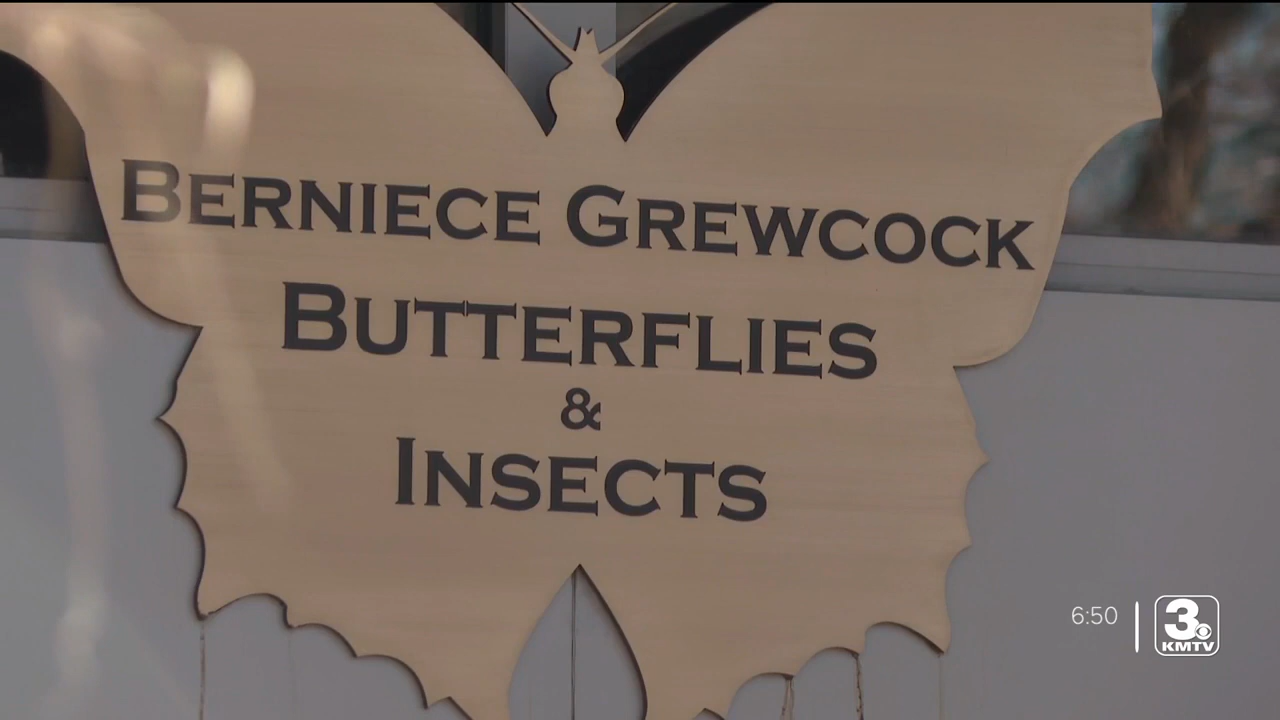 BERNIECE GREWCOCK
BUTTERFLIES
&
INSECTS
6:50
3
KMTV